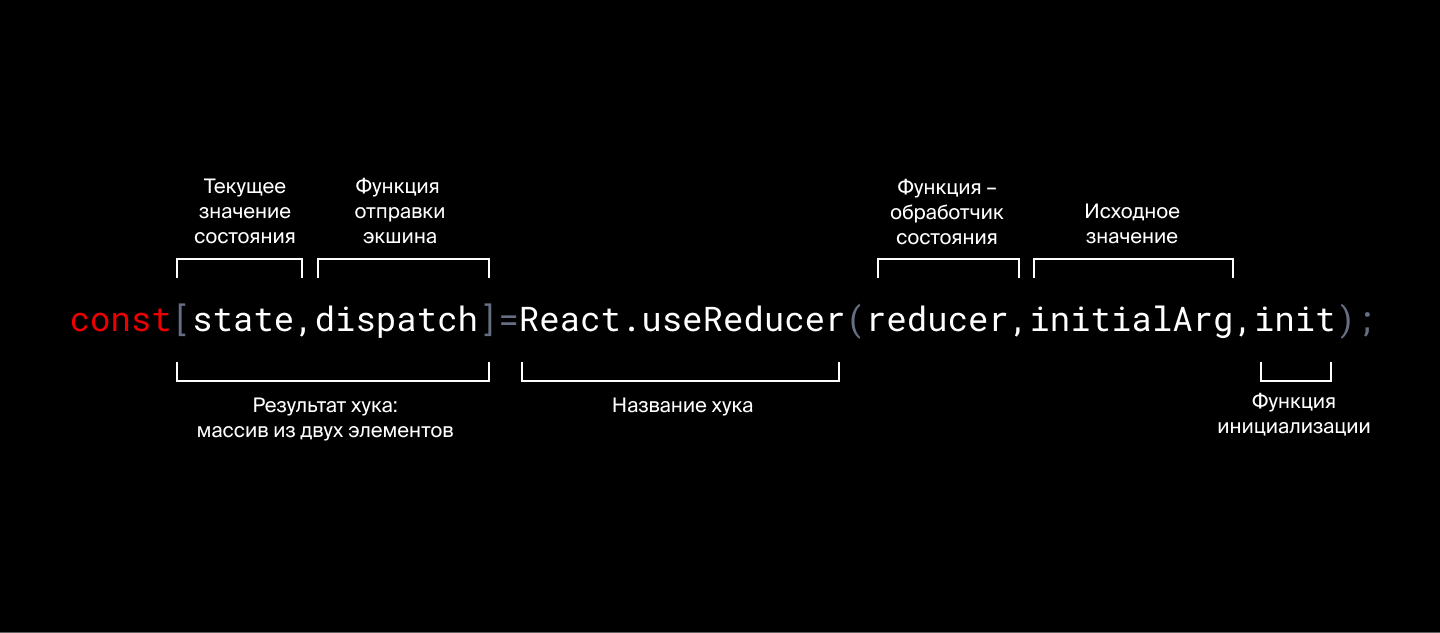 Текущее
значение
состояния
Функция
отправки
экшина
Функция –
обработчик
состояния
Исходное
значение
const[state,dispatch]=React.useReducer(reducer,initialArg,init);
Результат хука:
массив из двух элементов
Название хука
Функция
инициализации